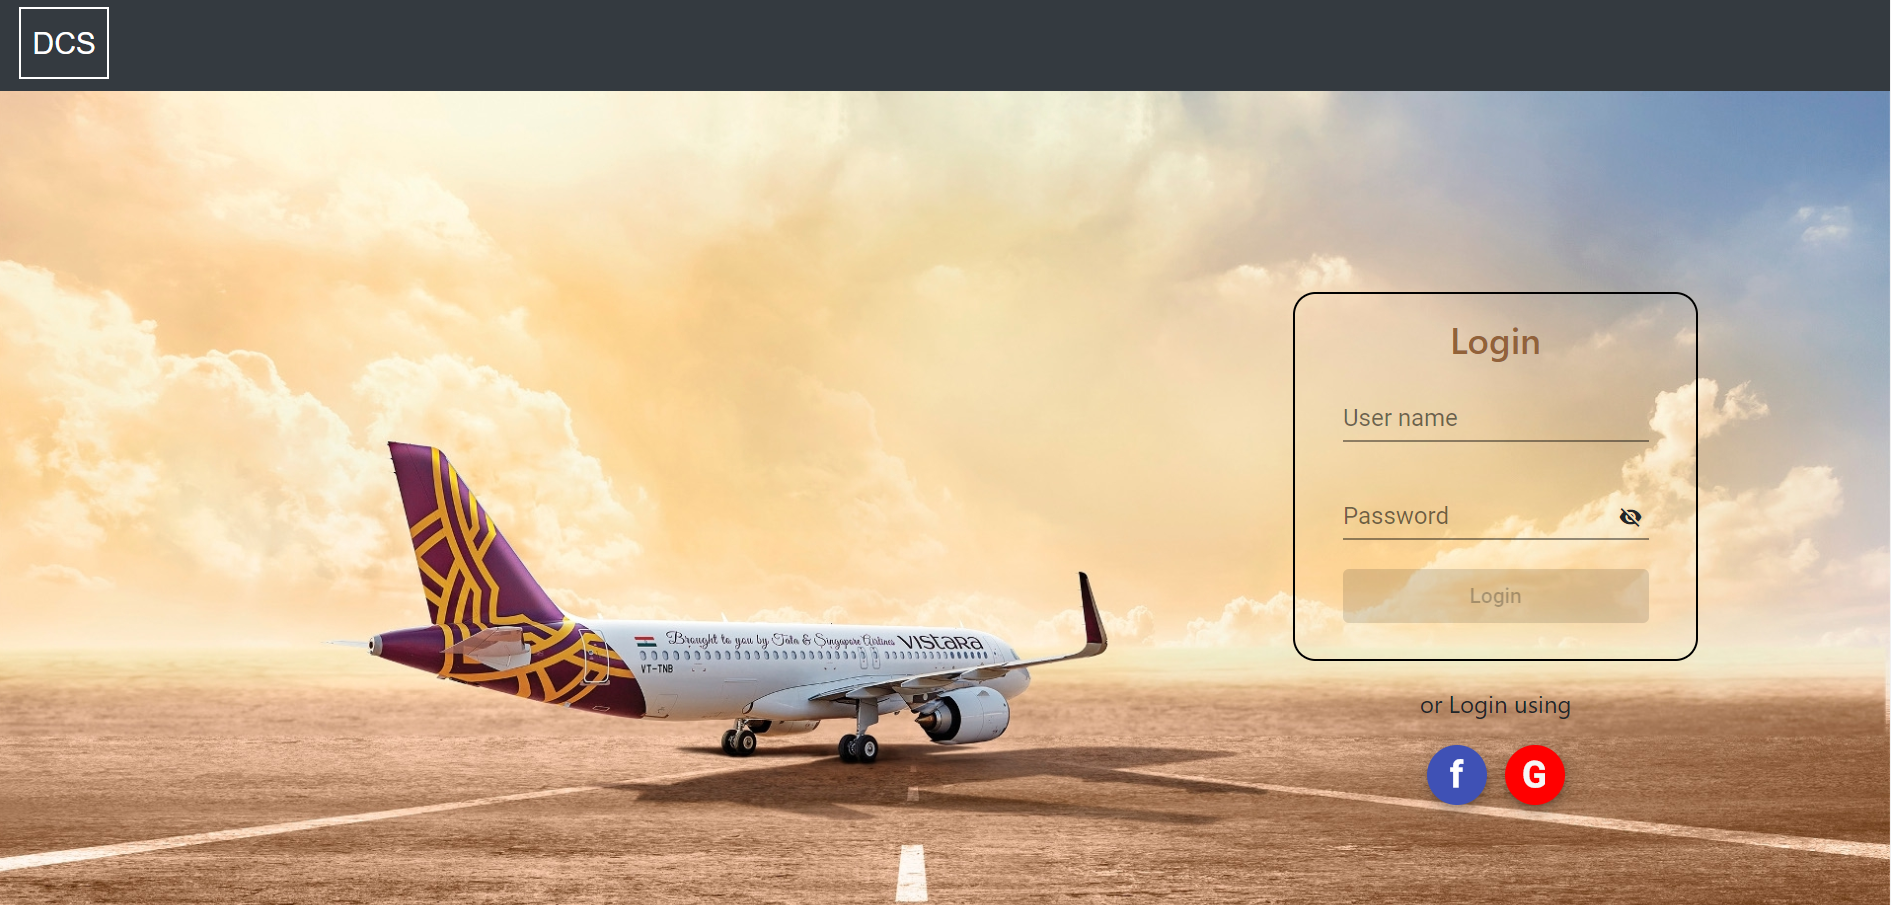 DCS
Login
User name
Password
Login
Brought to you by Tata & Singapore Airlines VISTARA
VT-TNB
or Login using
f G